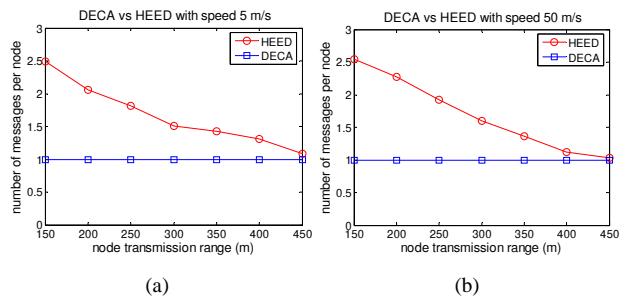 DECA vs HEED with speed 5 m/s
number of messages per node
3
2.5
2
1.5
1
0.5
0
HEED
DECA
150 200 250 300 350 400 450
node transmission range (m)
(a)
DECA vs HEED with speed 50 m/s
number of messages per node
3
2.5
2
1.5
1
0.5
0
HEED
DECA
150 200 250 300 350 400 450
node transmission range (m)
(b)